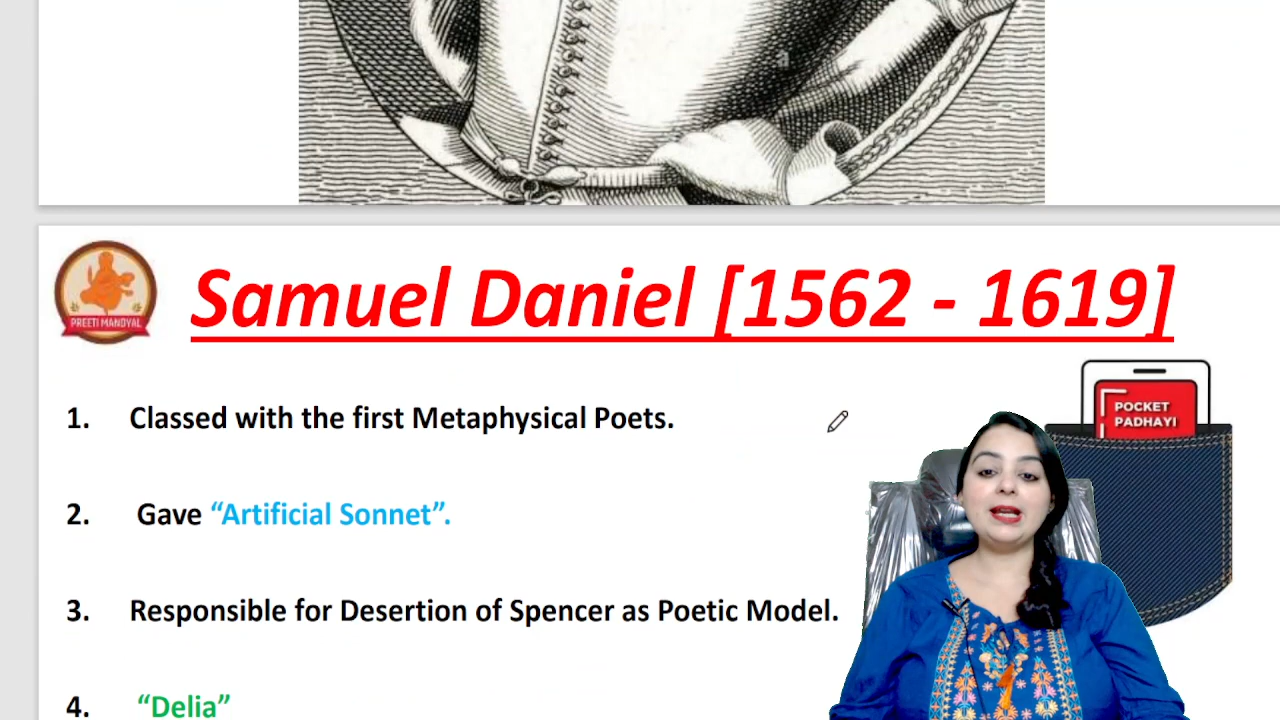 Samuel Daniel [1562 - 1619]
PREETI MANDYAL
1. Classed with the first Metaphysical Poets.
POCKET
PADHAYI
2. Gave “Artificial Sonnet”.
3. Responsible for Desertion of Spencer as Poetic Model.
4. “Delia”